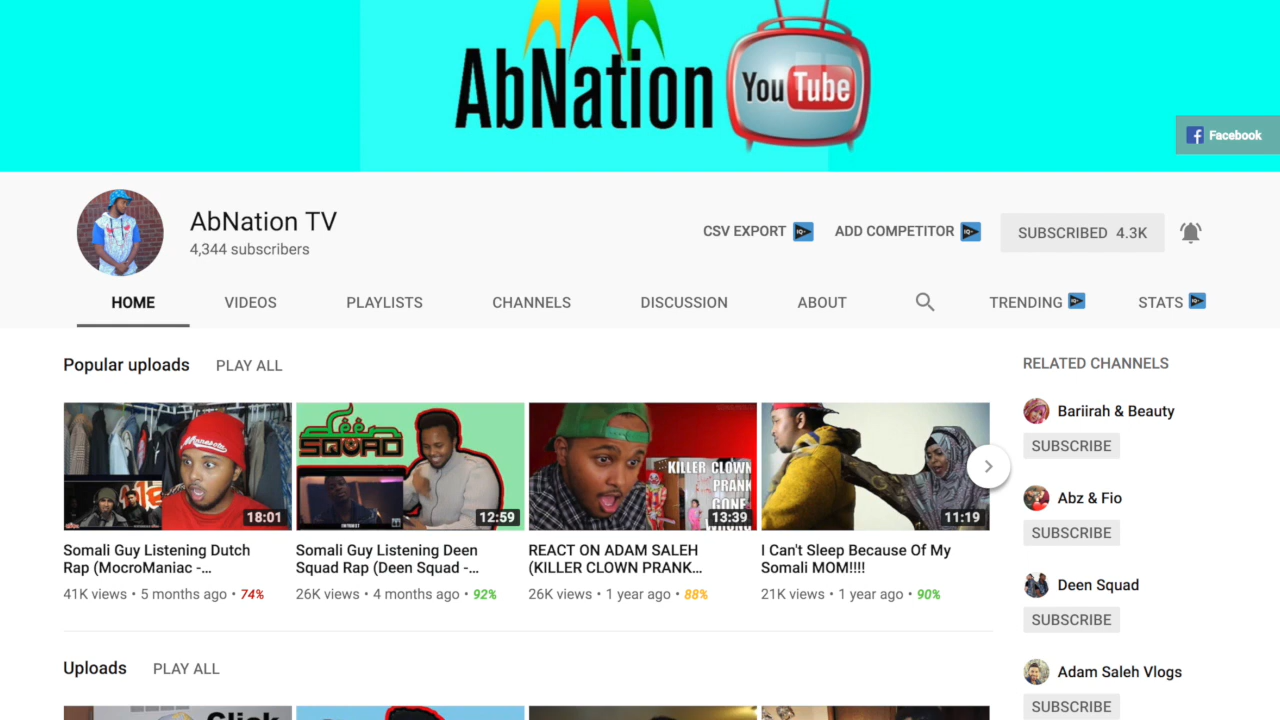 AbNation
You Tube
Facebook
AbNation TV
4,344 subscribers
CSV EXPORT
ADD COMPETITOR
SUBSCRIBED 4.3K
HOME
VIDEOS
PLAYLISTS
CHANNELS
DISCUSSION
ABOUT
TRENDING
STATS
Popular uploads PLAY ALL
RELATED CHANNELS
Minnesota
18:01
SQUAD
12:59
KILLER CLOWN
PRANK
GONE
13:39
11:19
Somali Guy Listening Dutch
Rap (MocroManiac -...
41K views • 5 months ago • 74%
Somali Guy Listening Deen
Squad Rap (Deen Squad -...
26K views • 4 months ago • 92%
REACT ON ADAM SALEH
(KILLER CLOWN PRANK...
26K views • 1 year ago • 88%
I Can't Sleep Because Of My
Somali MOM!!!!
21K views • 1 year ago • 90%
Bariirah & Beauty
SUBSCRIBE
Abz & Fio
SUBSCRIBE
Deen Squad
SUBSCRIBE
Adam Saleh Vlogs
SUBSCRIBE
Uploads PLAY ALL
Click